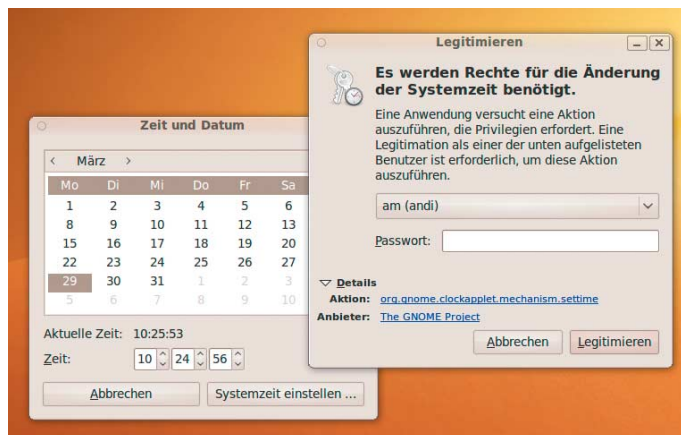 Zeit und Datum
< März >
Mo Di Mi Do Fr Sa
1 2 3 4 5 6
8 9 10 11 12 13
15 16 17 18 19 20
22 23 24 25 26 27
29 30 31 1 2 3
5 6 7 8 9 10
Aktuelle Zeit: 10:25:53
Zeit: 10 24 56
Abbrechen Systemzeit einstellen ...
Legitimieren
Es werden Rechte für die Änderung
der Systemzeit benötigt.
Eine Anwendung versucht eine Aktion
auszuführen, die Privilegien erfordert. Eine
Legitimation als einer der unten aufgelisteten
Benutzer ist erforderlich, um diese Aktion
auszuführen.
am (andi)
Passwort:
Details
Aktion: org.gnome.clockapplet.mechanism.settime
Anbieter: The GNOME Project
Abbrechen Legitimieren